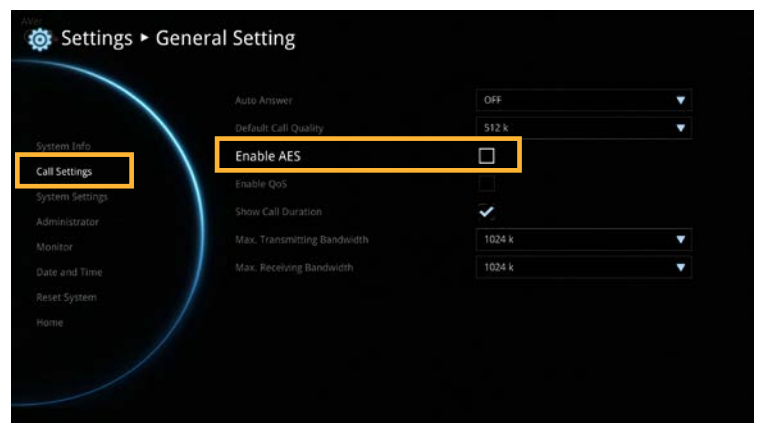 AVer
Settings ▸ General Setting
Auto Answer OFF
Default Call Quality 512 k
System Info
Enable AES
Call Settings
Enable QoS
System Settings
Show Call Duration
Administrator
Max. Transmitting Bandwidth 1024 k
Monitor
Max. Receiving Bandwidth 1024 k
Date and Time
Reset System
Home